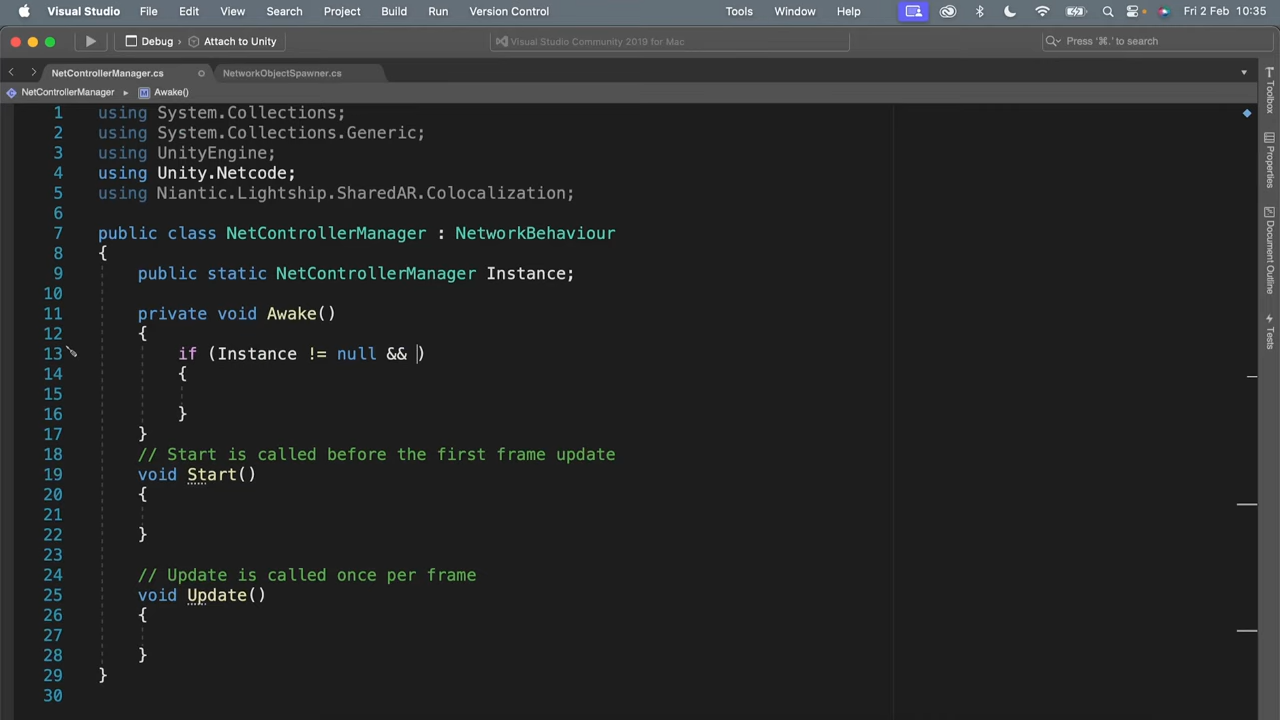 Visual Studio File Edit View Search Project Build Run Version Control Tools Window Help Fri 2 Feb 10:35
Debug Attach to Unity Visual Studio Community 2019 for Mac Press '⌘.' to search
NetControllerManager.cs NetworkObjectSpawner.cs
NetControllerManager Awake()
1 using System.Collections;
2 using System.Collections.Generic;
3 using UnityEngine;
4 using Unity.Netcode;
5 using Niantic.Lightship.SharedAR.Colocalization;
6
7 public class NetControllerManager : NetworkBehaviour
8 {
9 public static NetControllerManager Instance;
10
11 private void Awake()
12 {
13 if (Instance != null && )
14 {
15
16 }
17 }
18 // Start is called before the first frame update
19 void Start()
20 {
21
22 }
23
24 // Update is called once per frame
25 void Update()
26 {
27
28 }
29 }
30
Toolbox
Properties
Document Outline
Tests